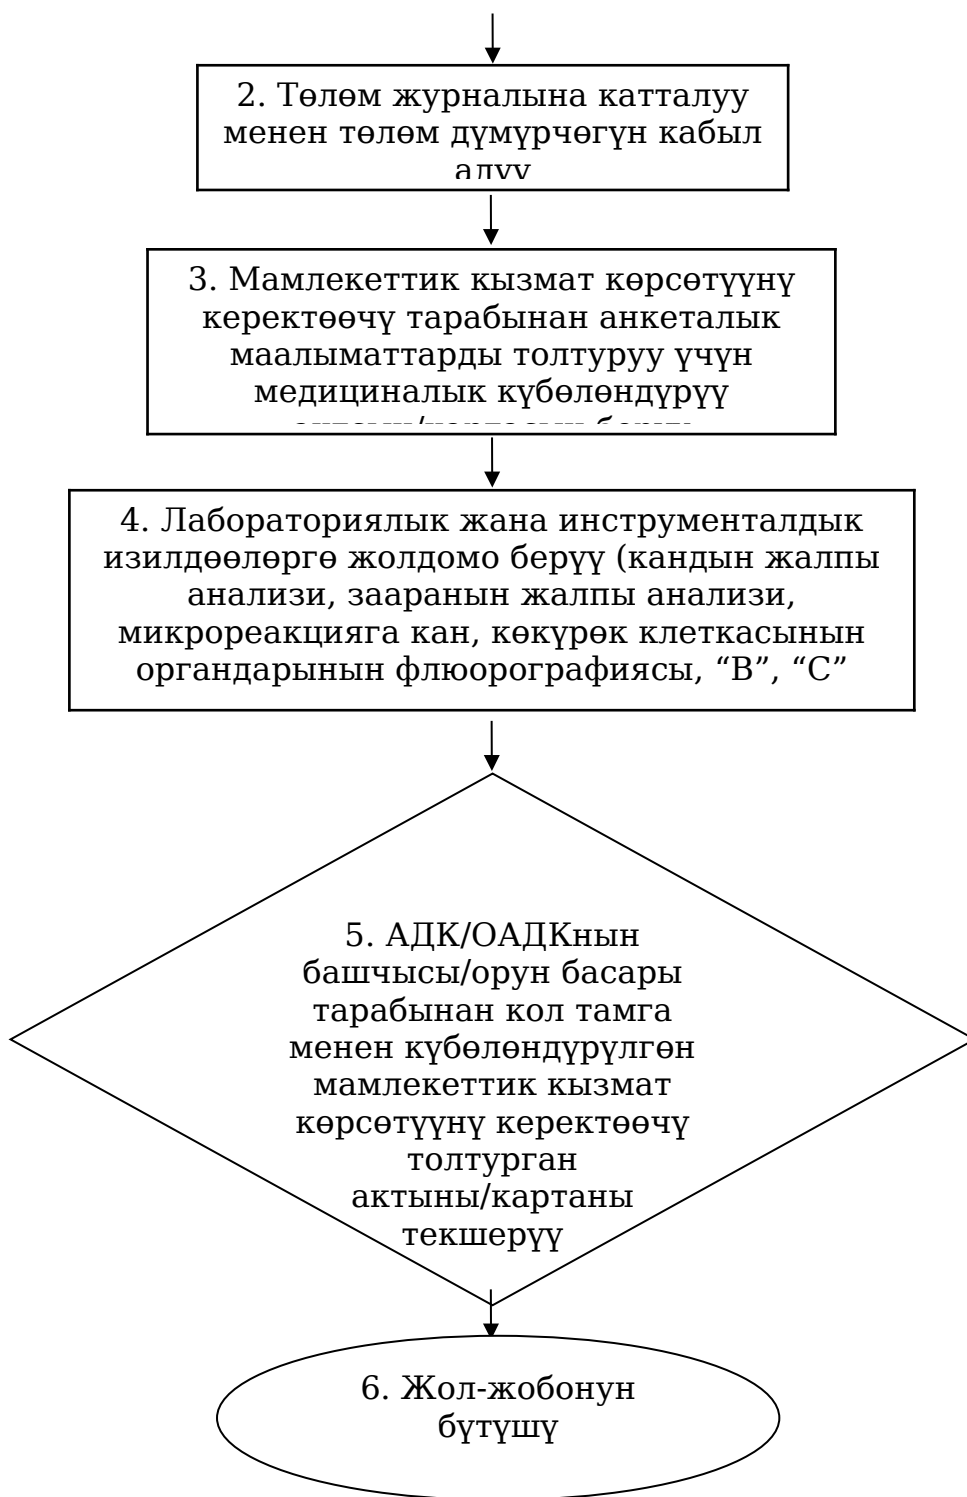 2. Төлөм журналына катталуу
менен төлөм дүмүрчөгүн кабыл
алуу
3. Мамлекеттик кызмат көрсөтүүнү
керектөөчү тарабынан анкеталык
маалыматтарды толтуруу үчүн
медициналык күбөлөндүрүү
4. Лабораториялык жана инструменталдык
изилдөөлөргө жолдомо берүү (кандын жалпы
анализи, зааранын жалпы анализи,
микрореакцияга кан, көкүрөк клеткасынын
органдарынын флюорографиясы, “В”, “С”
5. АДК/ОАДКнын
башчысы/орун басары
тарабынан кол тамга
менен күбөлөндүрүлгөн
мамлекеттик кызмат
көрсөтүүнү керектөөчү
толтурган
актыны/картаны
текшерүү
6. Жол-жобонун
бүтүшү